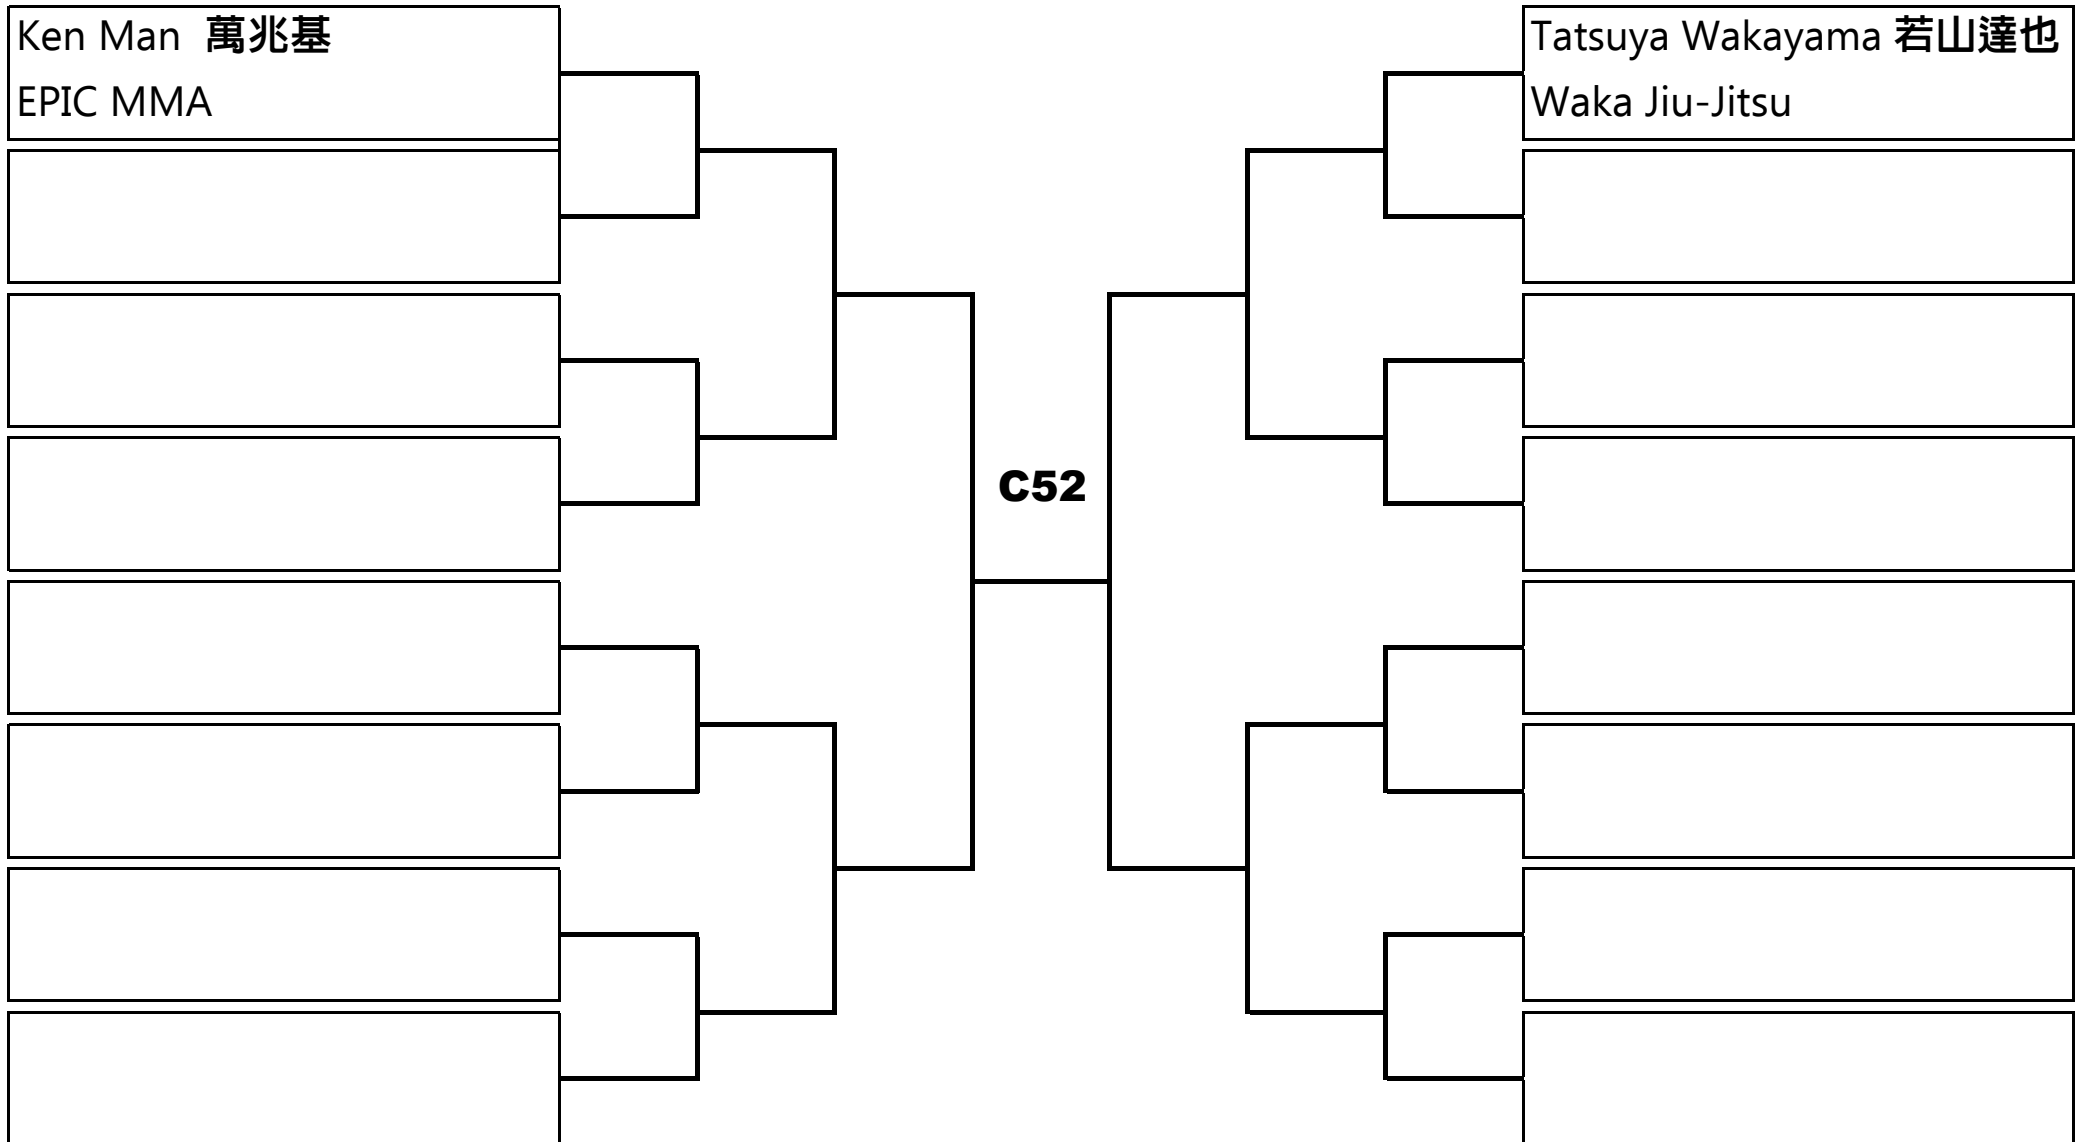 Ken Man 萬兆基
EPIC MMA
Tatsuya Wakayama 若山達也
Waka Jiu-Jitsu
C52